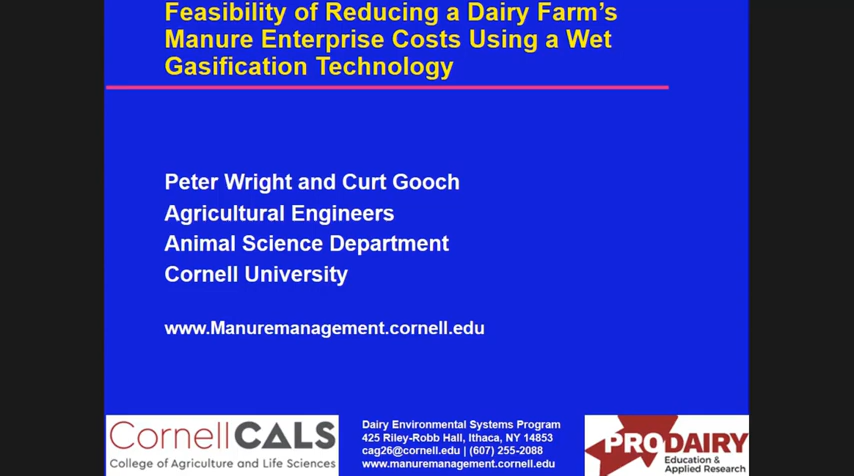 Feasibility of Reducing a Dairy Farm's
Manure Enterprise Costs Using a Wet
Gasification Technology
Peter Wright and Curt Gooch
Agricultural Engineers
Animal Science Department
Cornell University
www.Manuremanagement.cornell.edu
CornellCALS
College of Agriculture and Life Sciences
Dairy Environmental Systems Program
425 Riley-Robb Hall, Ithaca, NY 14853
cag26@cornell.edu | (607) 255-2088
www.manuremanagement.cornell.edu
PRODAIRY
Education &
Applied Research